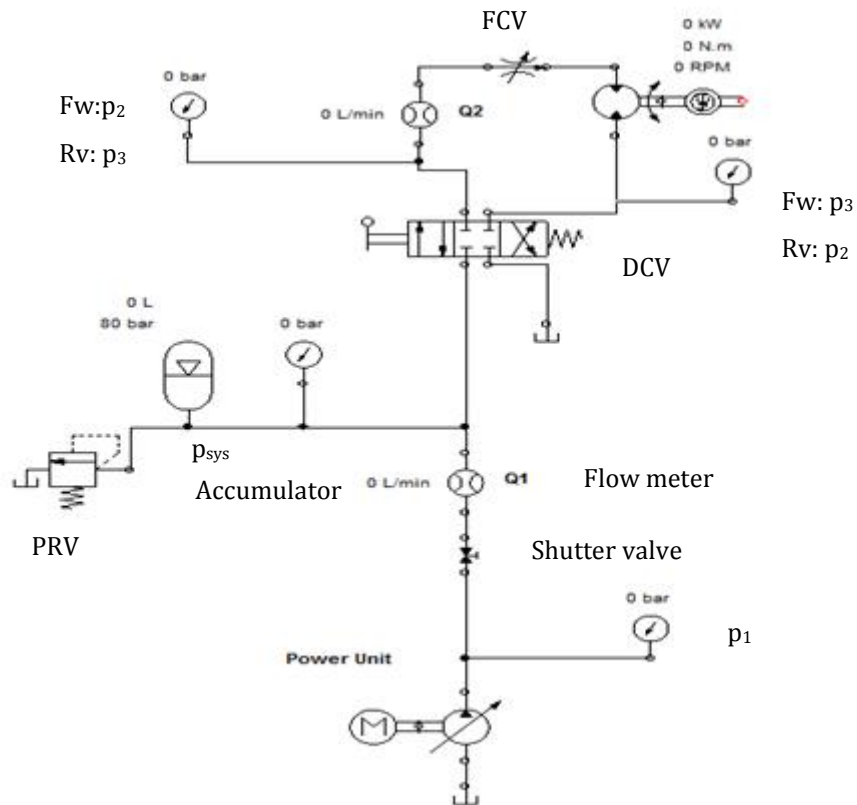 FCV
0 kW
0 N.m
0 RPM
0 bar
Fw:p₂
0 L/min
Q2
Rv: p₃
0 bar
Fw: p₃
DCV
Rv: p₂
0 L
80 bar
0 bar
p_sys
Accumulator
0 L/min
Q1
Flow meter
PRV
Shutter valve
0 bar
p₁
Power Unit
M